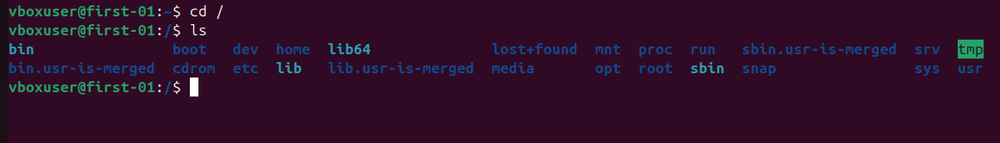 vboxuser@first-01:~$ cd /
vboxuser@first-01:/$ ls
bin                boot   dev  home  lib64              lost+found  mnt  proc  run   sbin.usr-is-merged  srv  tmp
bin.usr-is-merged  cdrom  etc  lib   lib.usr-is-merged  media       opt  root  sbin  snap                sys  usr
vboxuser@first-01:/$